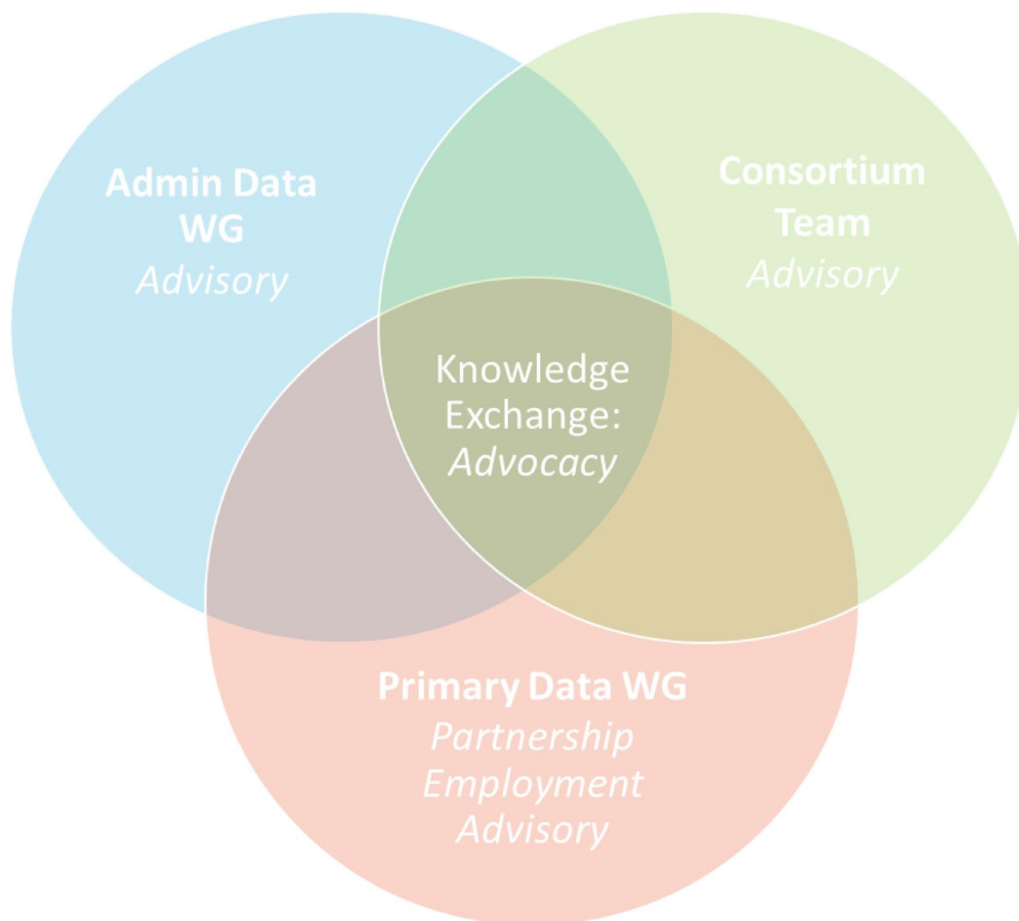 Admin Data
WG
Advisory
Consortium
Team
Advisory
Knowledge
Exchange:
Advocacy
Primary Data WG
Partnership
Employment
Advisory